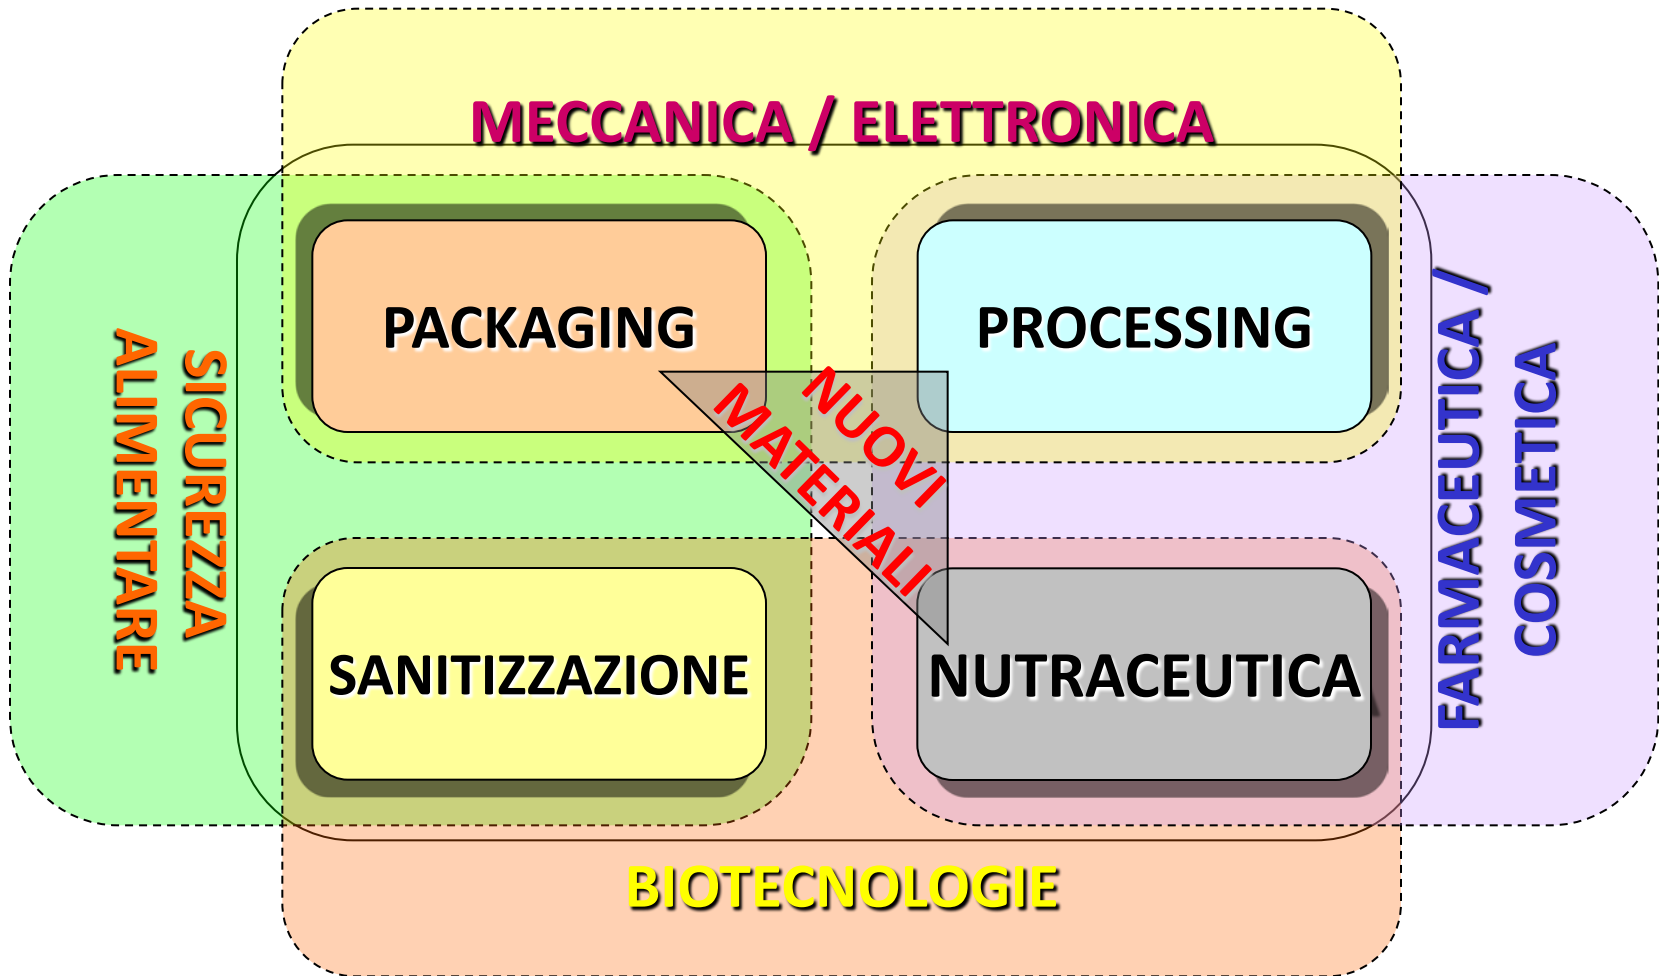 MECCANICA / ELETTRONICA
PACKAGING
PROCESSING
SICUREZZA
ALIMENTARE
NUOVI
MATERIALI
FARMACEUTICA /
COSMETICA
SANITIZZAZIONE
NUTRACEUTICA
BIOTECNOLOGIE